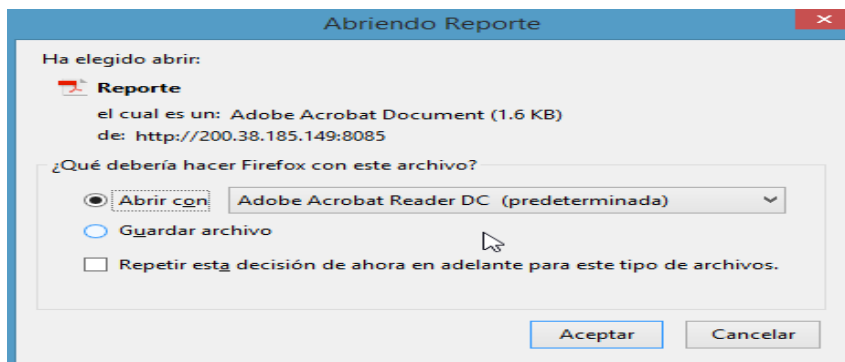 Abriendo Reporte
Ha elegido abrir:
Reporte
el cual es un: Adobe Acrobat Document (1.6 KB)
de: http://200.38.185.149:8085
¿Qué debería hacer Firefox con este archivo?
Abrir con Adobe Acrobat Reader DC (predeterminada)
Guardar archivo
Repetir esta decisión de ahora en adelante para este tipo de archivos.
Aceptar Cancelar